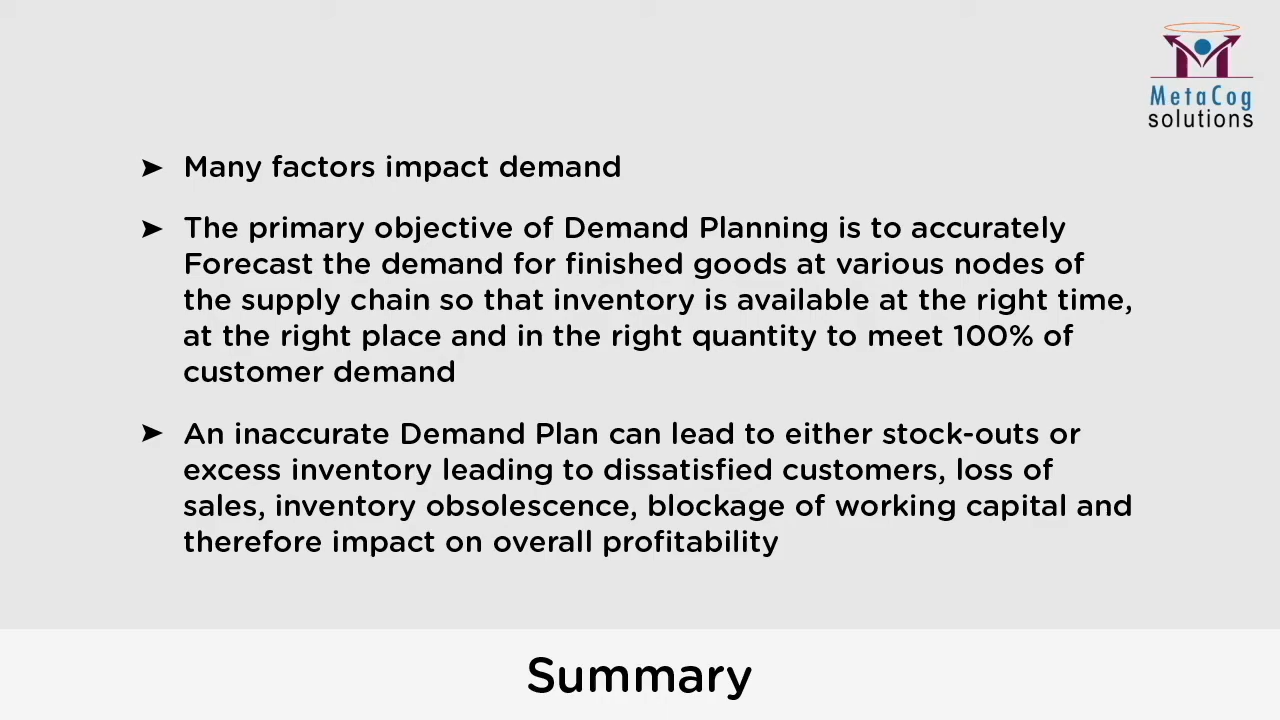 MetaCog
solutions
➤ Many factors impact demand
➤ The primary objective of Demand Planning is to accurately
Forecast the demand for finished goods at various nodes of
the supply chain so that inventory is available at the right time,
at the right place and in the right quantity to meet 100% of
customer demand
➤ An inaccurate Demand Plan can lead to either stock-outs or
excess inventory leading to dissatisfied customers, loss of
sales, inventory obsolescence, blockage of working capital and
therefore impact on overall profitability
Summary